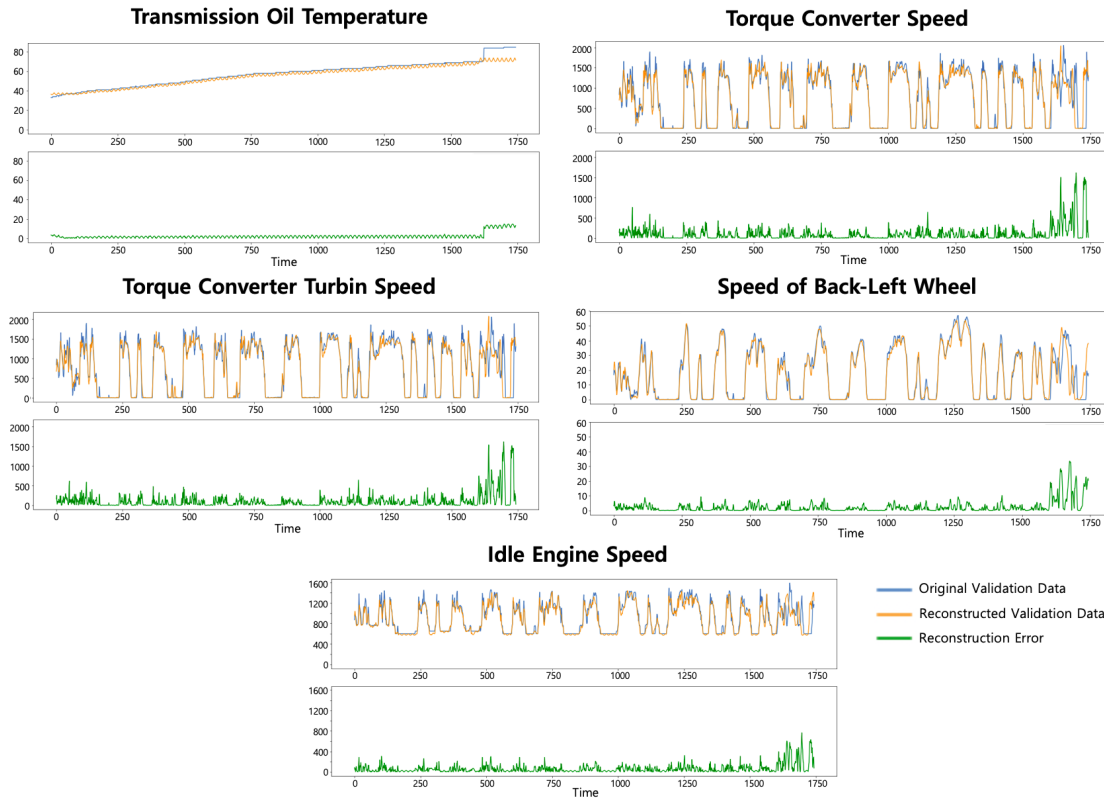 Transmission Oil Temperature
80
60
40
20
0
0 250 500 750 1000 1250 1500 1750
80
60
40
20
0
0 250 500 750 1000 1250 1500 1750
Time
Torque Converter Speed
2000
1500
1000
500
0
0 250 500 750 1000 1250 1500 1750
2000
1500
1000
500
0
0 250 500 750 1000 1250 1500 1750
Time
Torque Converter Turbin Speed
2000
1500
1000
500
0
0 250 500 750 1000 1250 1500 1750
2000
1500
1000
500
0
0 250 500 750 1000 1250 1500 1750
Time
Speed of Back-Left Wheel
60
50
40
30
20
10
0
0 250 500 750 1000 1250 1500 1750
60
50
40
30
20
10
0
0 250 500 750 1000 1250 1500 1750
Time
Idle Engine Speed
1600
1200
800
400
0
0 250 500 750 1000 1250 1500 1750
1600
1200
800
400
0
0 250 500 750 1000 1250 1500 1750
Time
Original Validation Data
Reconstructed Validation Data
Reconstruction Error